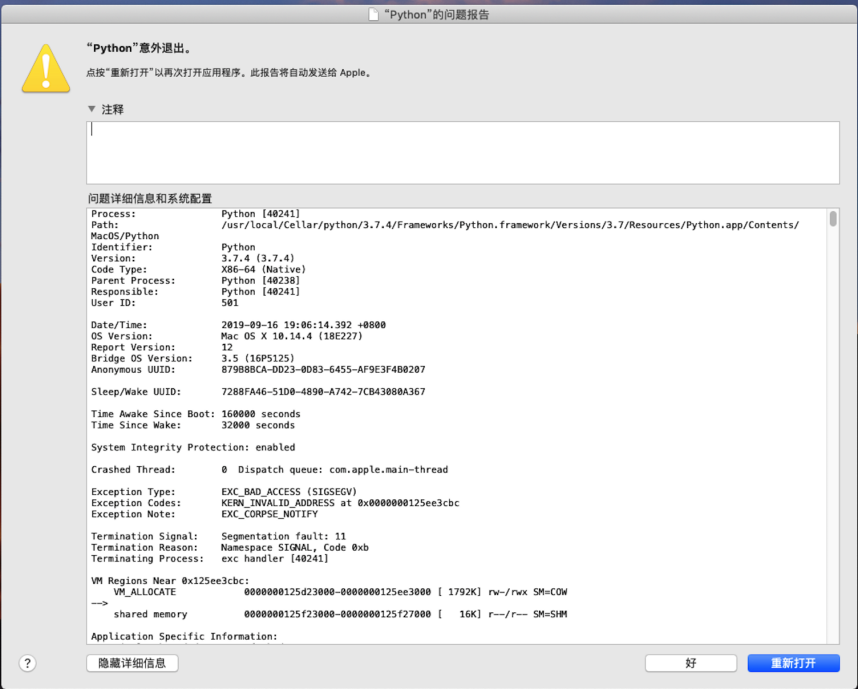 “Python”的问题报告
“Python”意外退出。
点按“重新打开”以再次打开应用程序。此报告将自动发送给 Apple。
▼ 注释
问题详细信息和系统配置
Process: Python [40241]
Path: /usr/local/Cellar/python/3.7.4/Frameworks/Python.framework/Versions/3.7/Resources/Python.app/Contents/
MacOS/Python
Identifier: Python
Version: 3.7.4 (3.7.4)
Code Type: X86-64 (Native)
Parent Process: Python [40238]
Responsible: Python [40241]
User ID: 501
Date/Time: 2019-09-16 19:06:14.392 +0800
OS Version: Mac OS X 10.14.4 (18E227)
Report Version: 12
Bridge OS Version: 3.5 (16P5125)
Anonymous UUID: 879B8BCA-DD23-0D83-6455-AF9E3F4B0207
Sleep/Wake UUID: 7288FA46-51D0-4890-A742-7CB43080A367
Time Awake Since Boot: 160000 seconds
Time Since Wake: 32000 seconds
System Integrity Protection: enabled
Crashed Thread: 0 Dispatch queue: com.apple.main-thread
Exception Type: EXC_BAD_ACCESS (SIGSEGV)
Exception Codes: KERN_INVALID_ADDRESS at 0x0000000125ee3cbc
Exception Note: EXC_CORPSE_NOTIFY
Termination Signal: Segmentation fault: 11
Termination Reason: Namespace SIGNAL, Code 0xb
Terminating Process: exc handler [40241]
VM Regions Near 0x125ee3cbc:
VM_ALLOCATE 0000000125d23000-0000000125ee3000 [ 1792K] rw-/rwx SM=COW
-->
shared memory 0000000125f23000-0000000125f27000 [ 16K] r--/r-- SM=SHM
Application Specific Information:
?
隐藏详细信息
好
重新打开